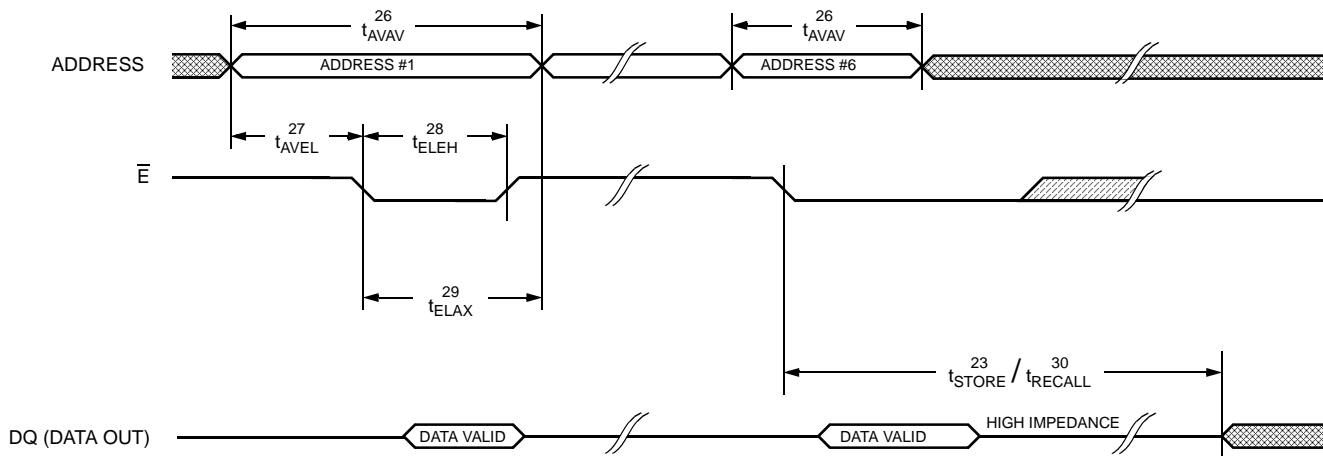 26 26
tAVAV tAVAV
ADDRESS ADDRESS #1 ADDRESS #6
27 28
tAVEL tELEH
E
29
tELAX
23 30
tSTORE / tRECALL
DQ (DATA OUT) DATA VALID DATA VALID HIGH IMPEDANCE